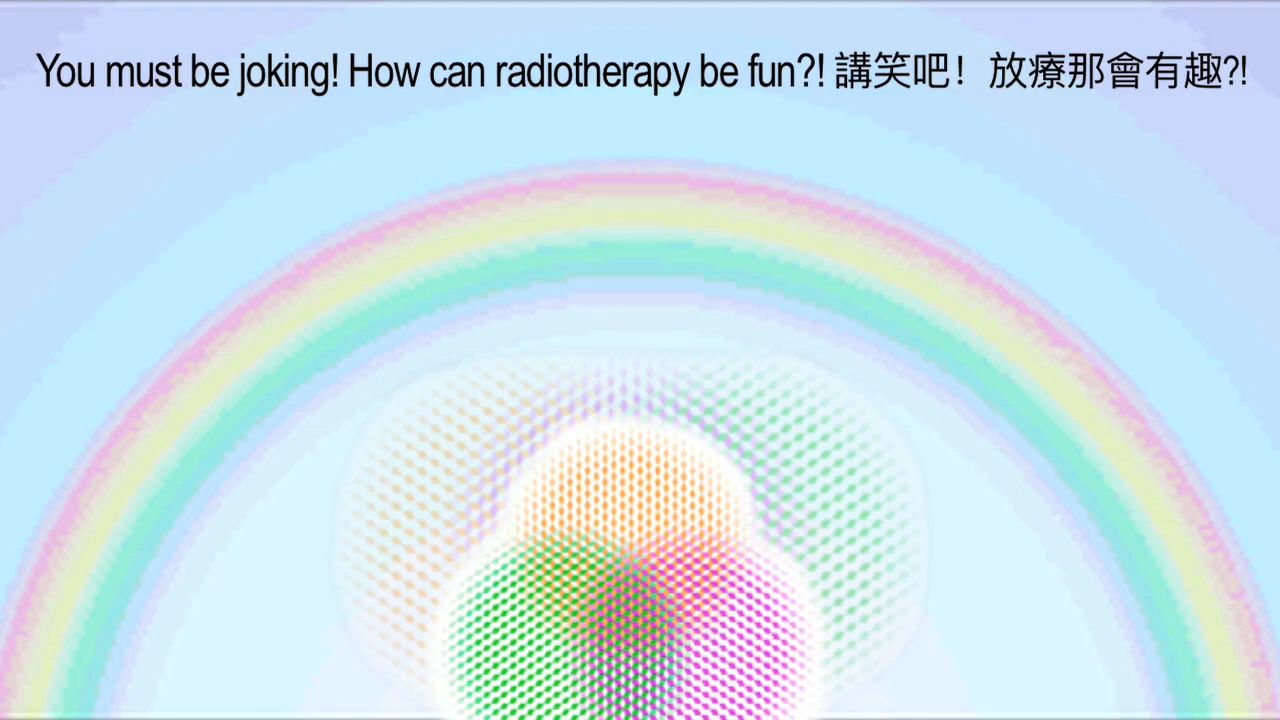 You must be joking! How can radiotherapy be fun?! 講笑吧！放療那會有趣?!